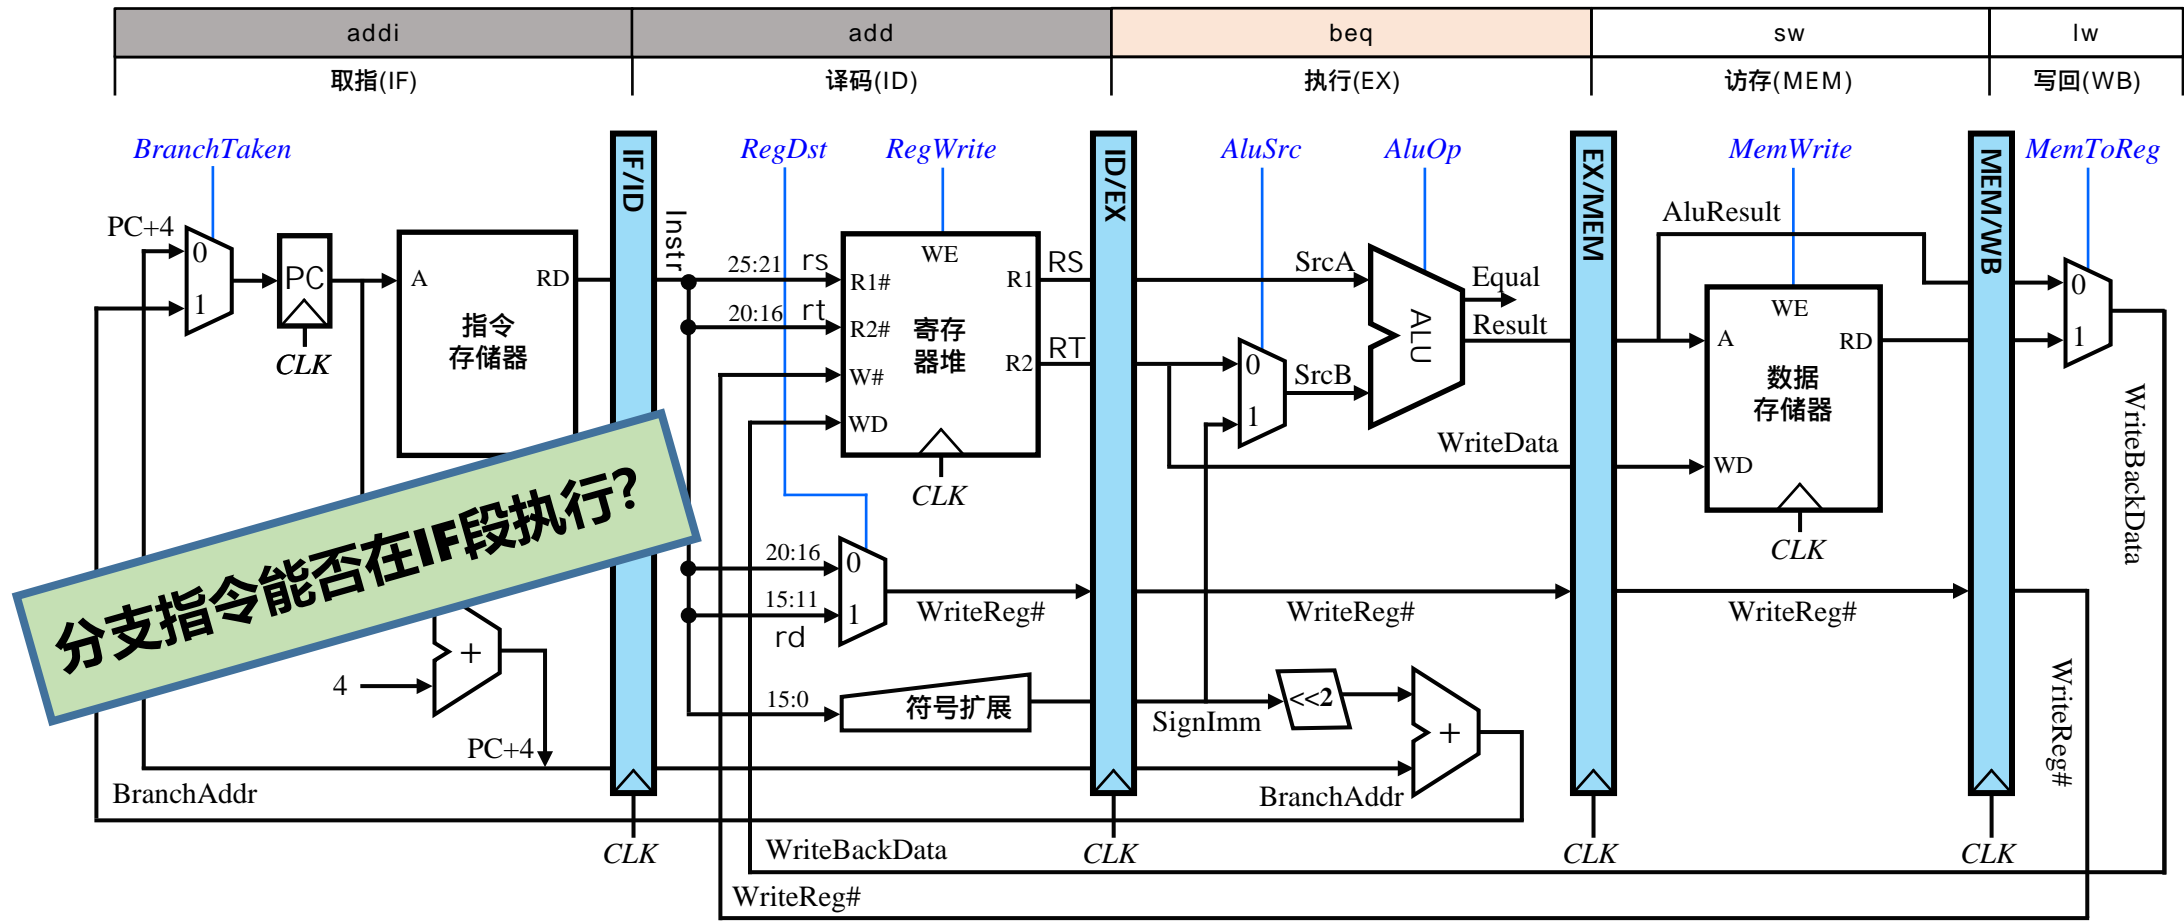 addi
add
beq
sw
lw
取指(IF)
译码(ID)
执行(EX)
访存(MEM)
写回(WB)
BranchTaken
RegDst
RegWrite
AluSrc
AluOp
MemWrite
MemToReg
IF/ID
ID/EX
EX/MEM
MEM/WB
PC+4
0
1
PC
CLK
A
RD
指令
存储器
Instr
25:21
rs
20:16
rt
WE
R1#
R2#
W#
WD
R1
R2
寄存
器堆
CLK
RS
RT
SrcA
0
1
SrcB
ALU
Equal
Result
WriteData
AluResult
WE
A
RD
数据
存储器
WD
CLK
0
1
WriteBackData
分支指令能否在IF段执行?
20:16
0
15:11
1
rd
WriteReg#
WriteReg#
WriteReg#
WriteReg#
4
+
PC+4
15:0
符号扩展
SignImm
<<2
+
BranchAddr
BranchAddr
CLK
CLK
CLK
CLK
WriteBackData
WriteReg#